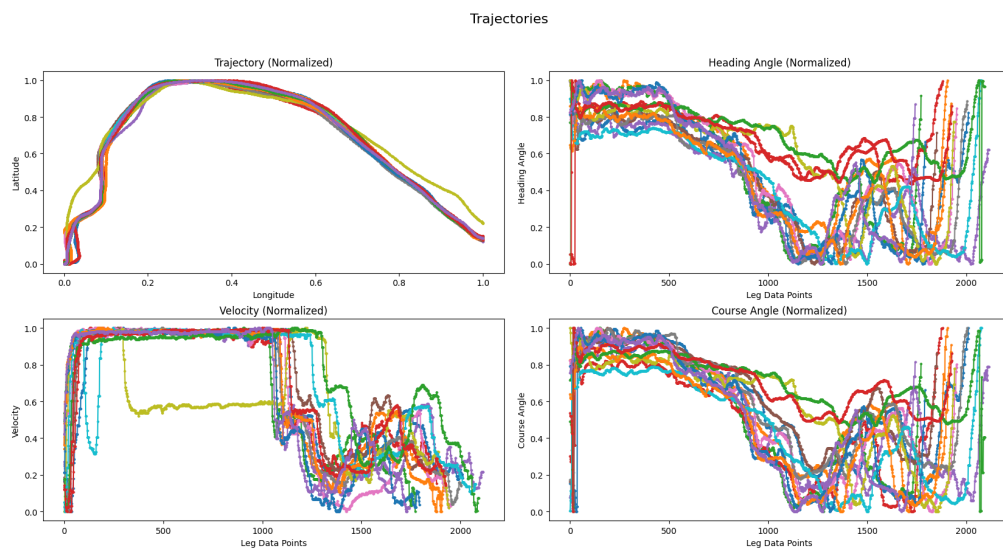 Trajectories
Trajectory (Normalized)
1.0
0.8
0.6
0.4
0.2
0.0
Latitude
0.0 0.2 0.4 0.6 0.8 1.0
Longitude
Heading Angle (Normalized)
1.0
0.8
0.6
0.4
0.2
0.0
Heading Angle
0 500 1000 1500 2000
Leg Data Points
Velocity (Normalized)
1.0
0.8
0.6
0.4
0.2
0.0
Velocity
0 500 1000 1500 2000
Leg Data Points
Course Angle (Normalized)
1.0
0.8
0.6
0.4
0.2
0.0
Course Angle
0 500 1000 1500 2000
Leg Data Points